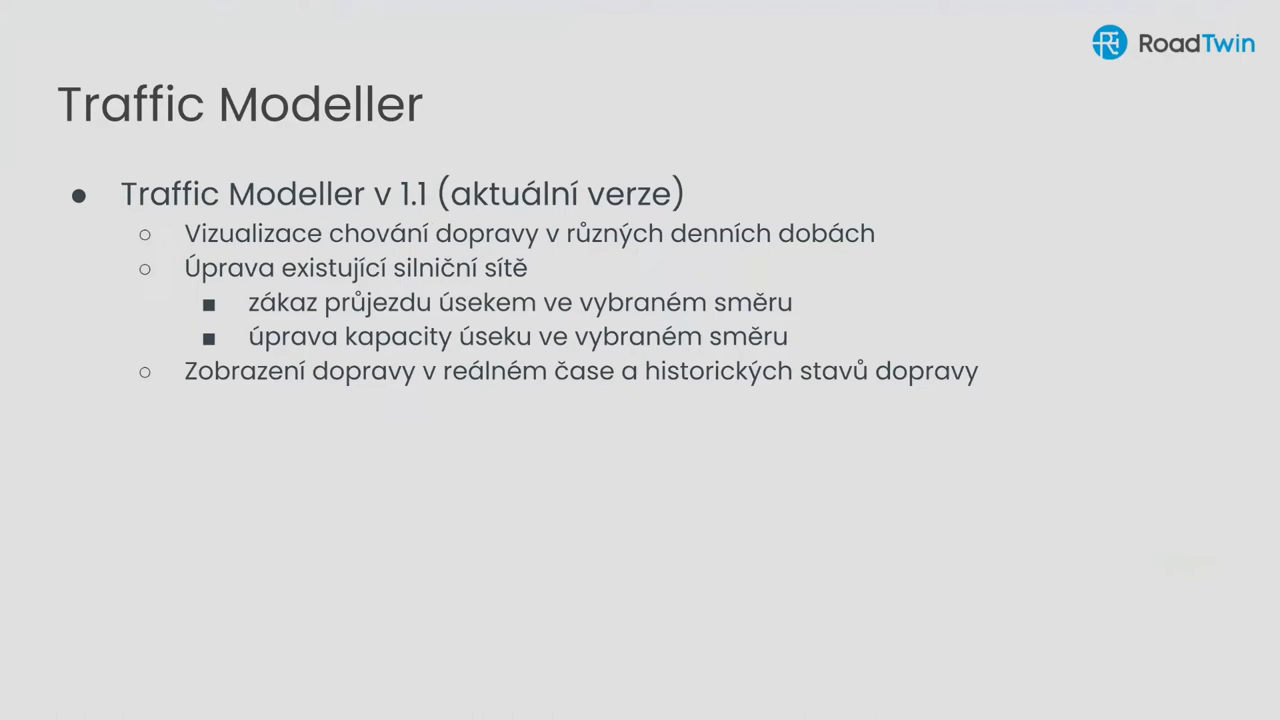 RoadTwin
Traffic Modeller
● Traffic Modeller v 1.1 (aktuální verze)
○ Vizualizace chování dopravy v různých denních dobách
○ Úprava existující silniční sítě
■ zákaz průjezdu úsekem ve vybraném směru
■ úprava kapacity úseku ve vybraném směru
○ Zobrazení dopravy v reálném čase a historických stavů dopravy